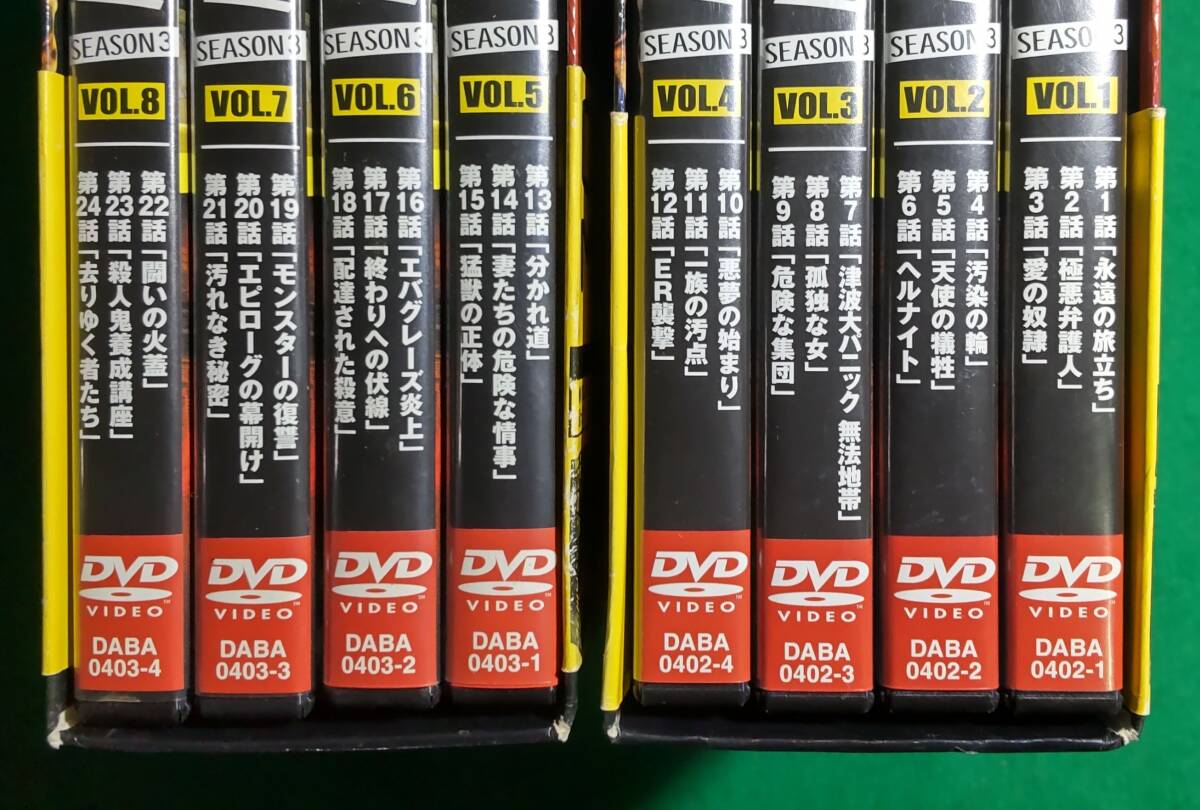 SEASON 3
VOL.8
第22話「闘いの火蓋」
第23話「殺人鬼養成講座」
第24話「去りゆく者たち」
DVD
VIDEO™
DABA
0403-4
SEASON 3
VOL.7
第19話「モンスターの復讐」
第20話「エピローグの幕開け」
第21話「汚れなき秘密」
DVD
VIDEO™
DABA
0403-3
SEASON 3
VOL.6
第16話「エバグレーズ炎上」
第17話「終わりへの伏線」
第18話「配達された殺意」
DVD
VIDEO™
DABA
0403-2
SEASON 3
VOL.5
第13話「分かれ道」
第14話「妻たちの危険な情事」
第15話「猛獣の正体」
DVD
VIDEO™
DABA
0403-1
SEASON 3
VOL.4
第10話「悪夢の始まり」
第11話「一族の汚点」
第12話「ER襲撃」
DVD
VIDEO™
DABA
0402-4
SEASON 3
VOL.3
第7話「津波大パニック 無法地帯」
第8話「孤独な女」
第9話「危険な集団」
DVD
VIDEO™
DABA
0402-3
SEASON 3
VOL.2
第4話「汚染の輪」
第5話「天使の犠牲」
第6話「ヘルナイト」
DVD
VIDEO™
DABA
0402-2
SEASON 3
VOL.1
第1話「永遠の旅立ち」
第2話「極悪弁護人」
第3話「愛の奴隷」
DVD
VIDEO™
DABA
0402-1